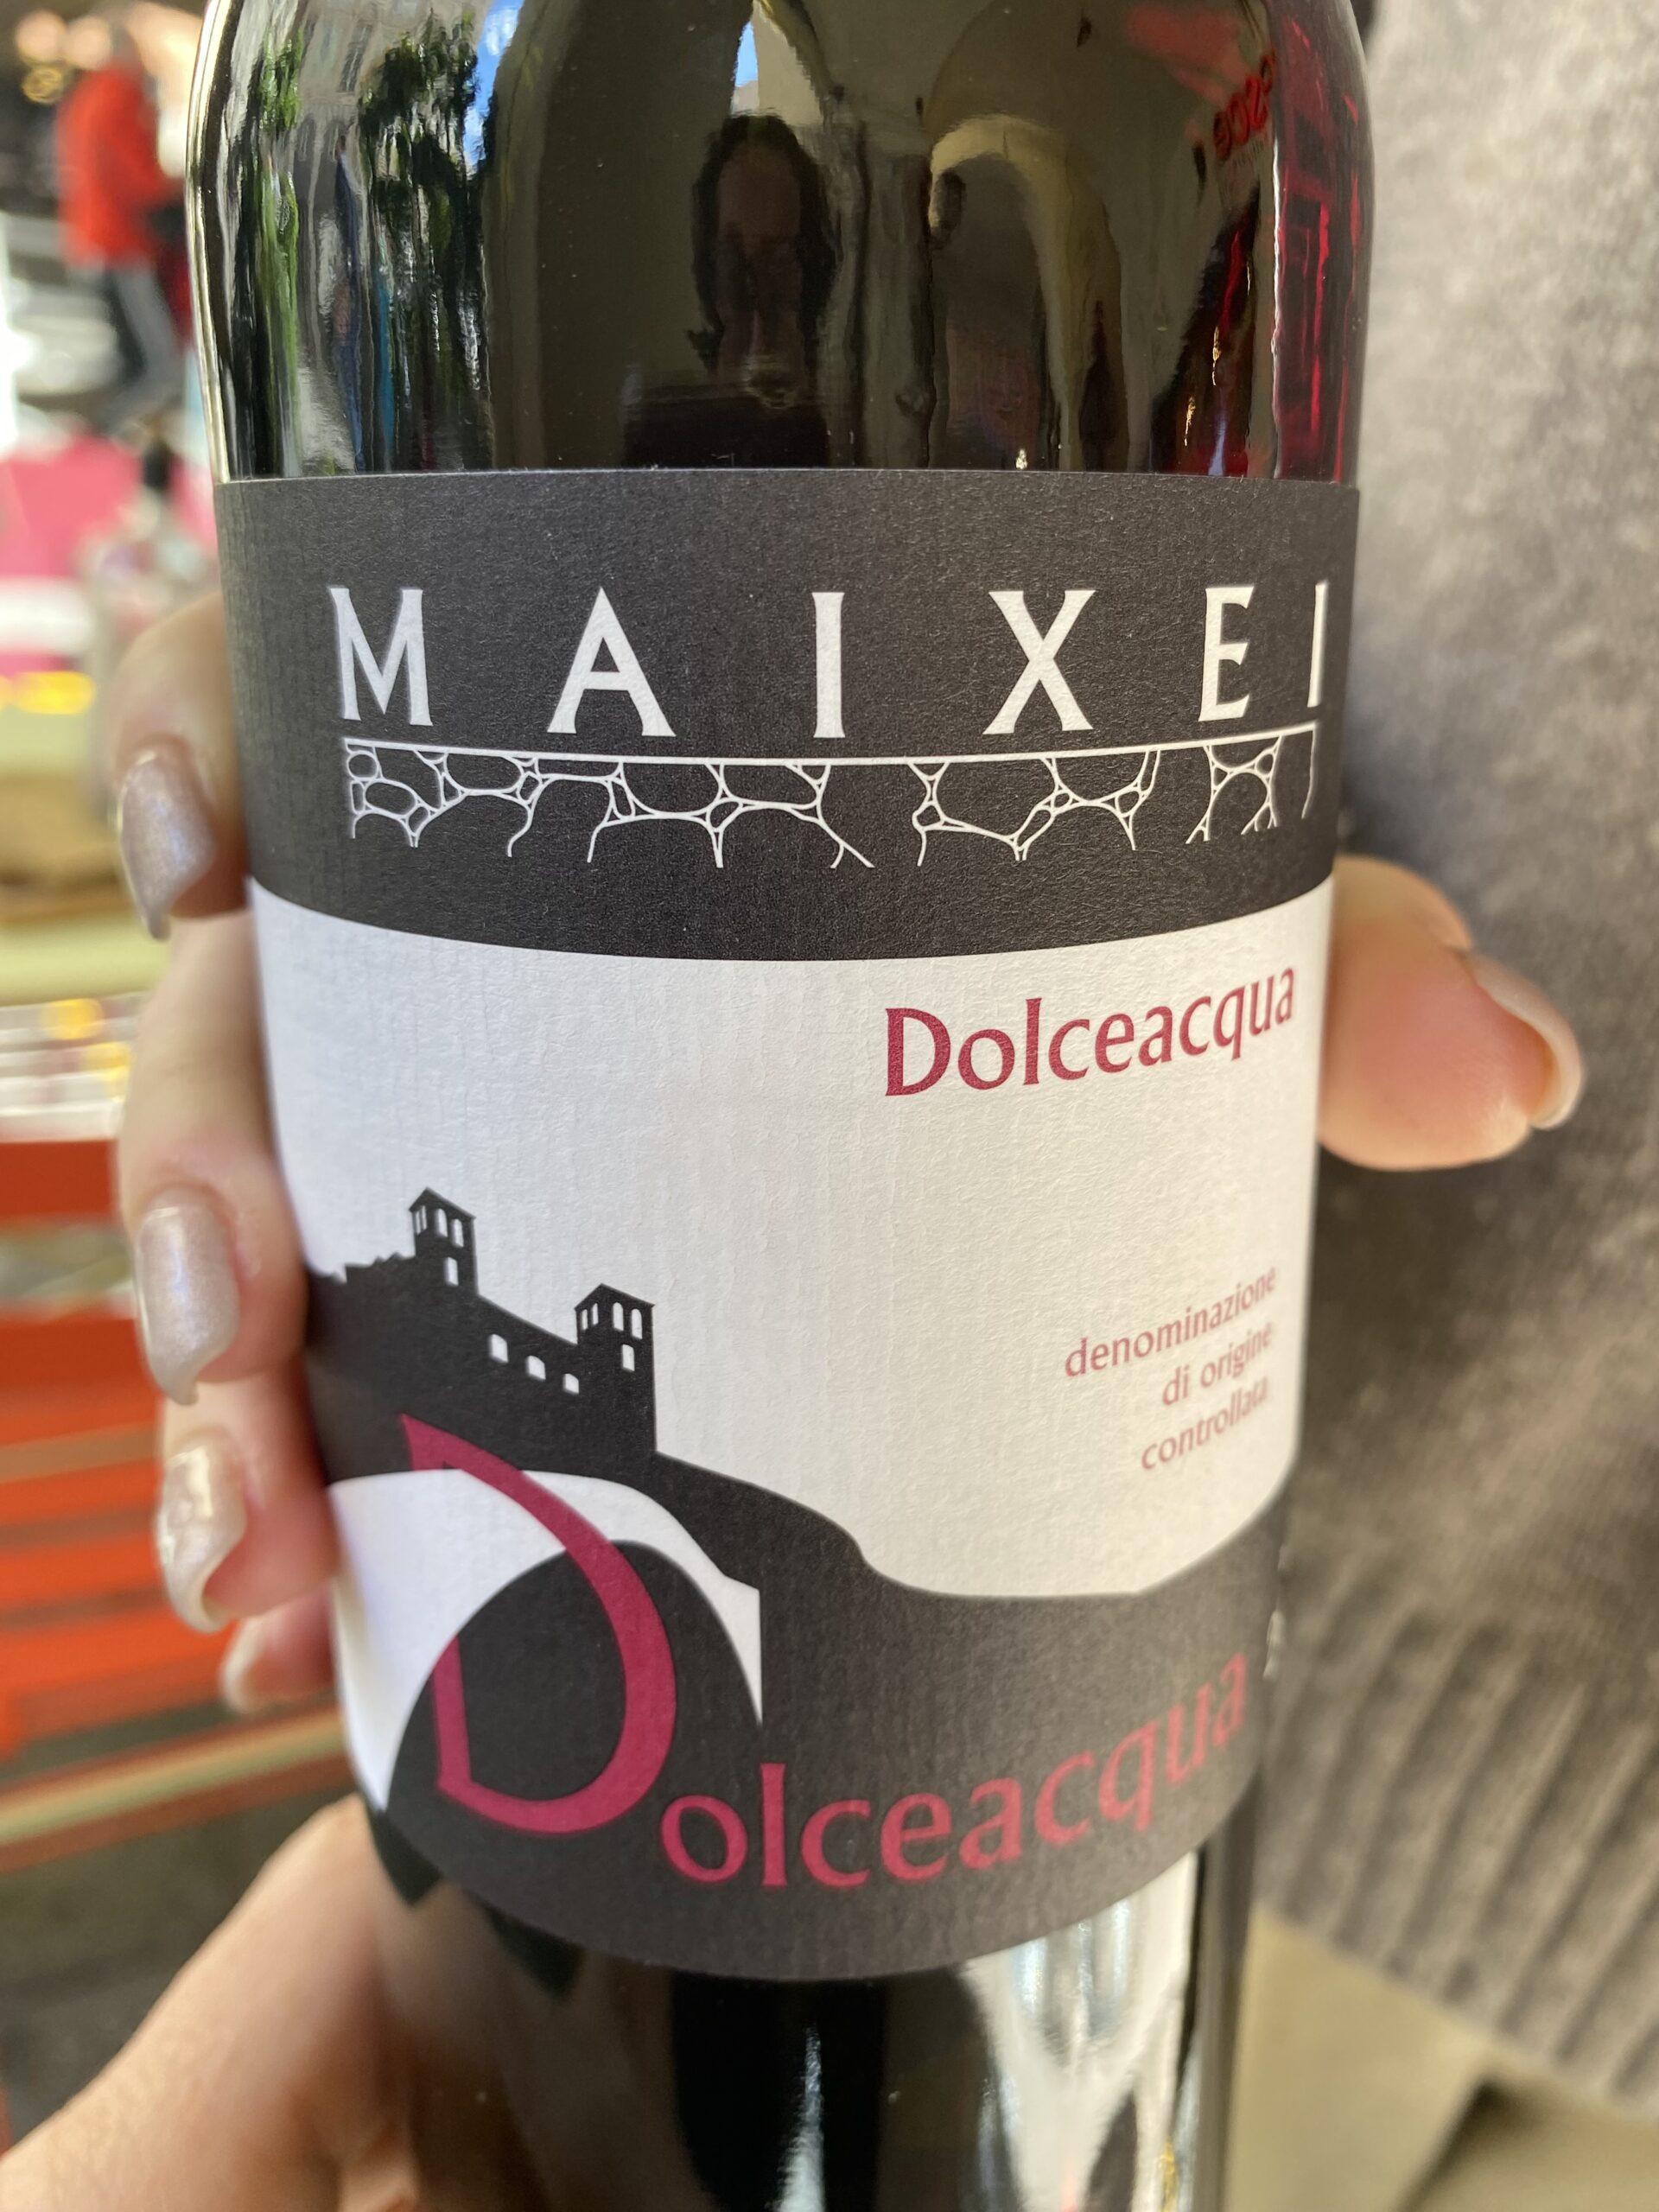 MAIXEI
Dolceacqua
denominazione
di origine
controllata
Dolceacqua